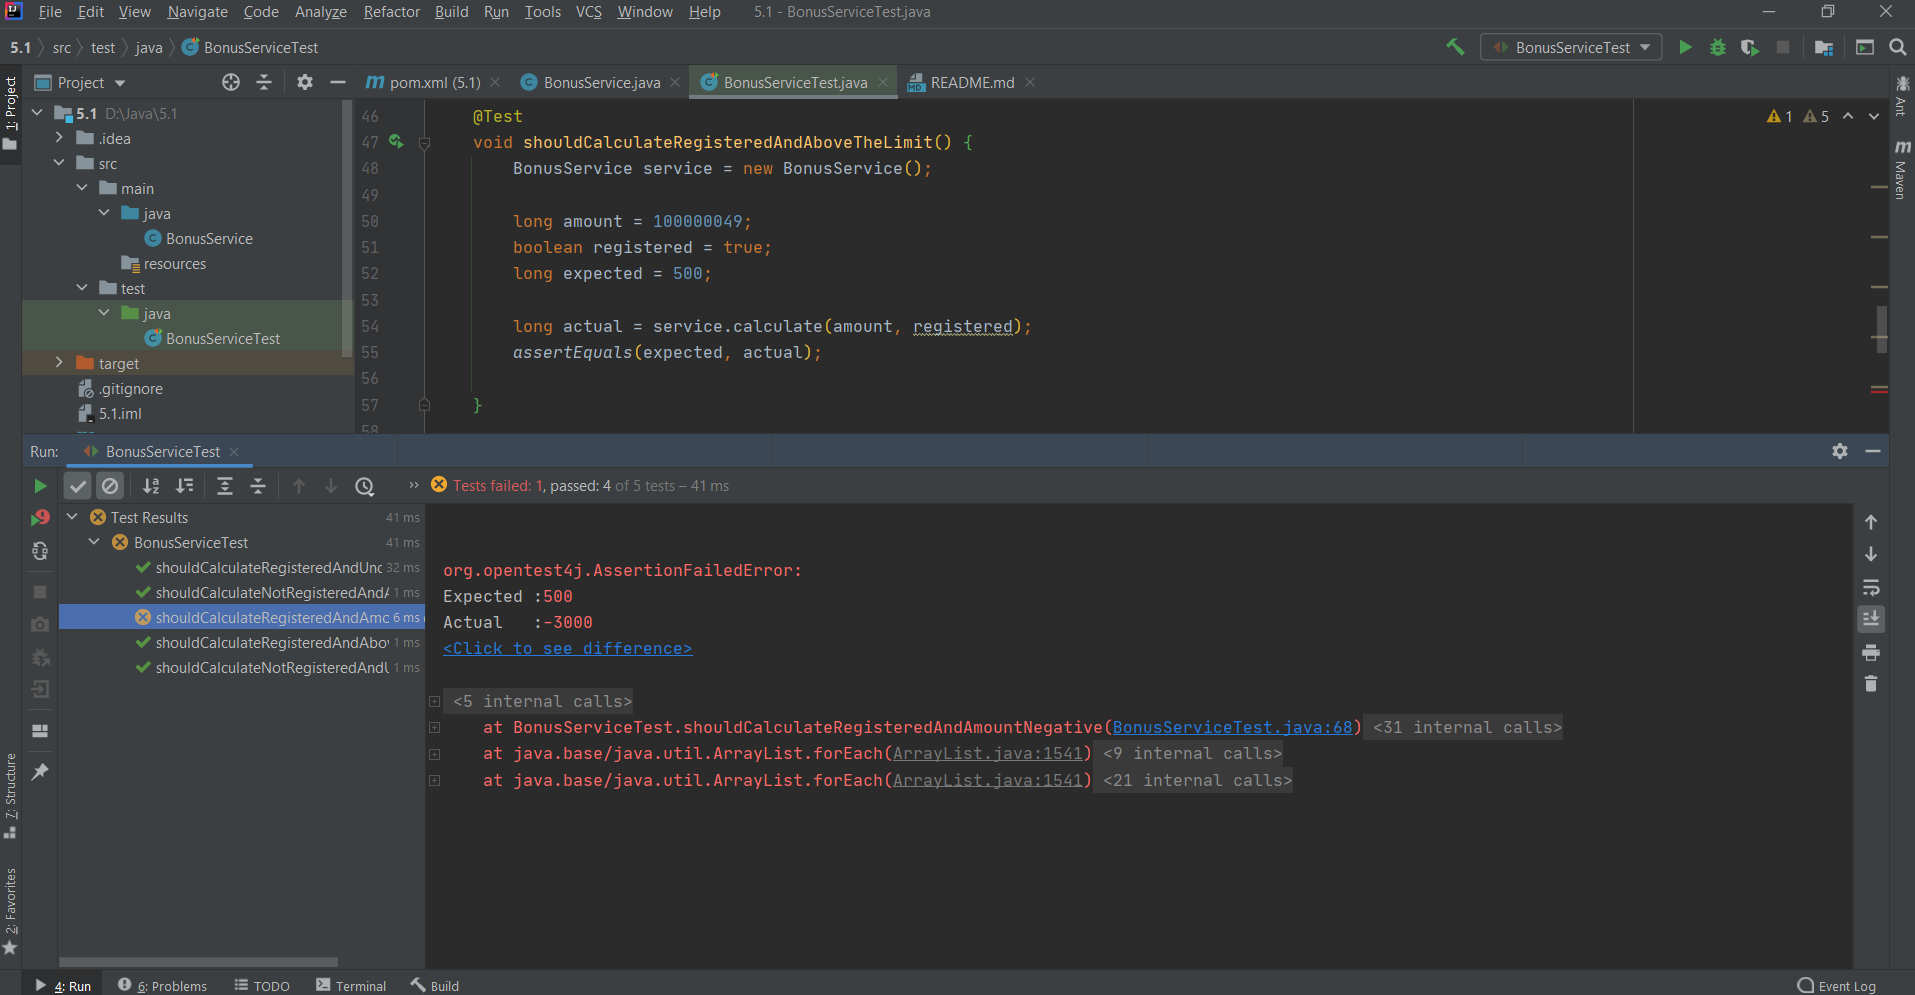 File Edit View Navigate Code Analyze Refactor Build Run Tools VCS Window Help 5.1 - BonusServiceTest.java
5.1 src test java BonusServiceTest
BonusServiceTest
1: Project
Project
pom.xml (5.1) BonusService.java BonusServiceTest.java README.md
5.1 D:\Java\5.1
.idea
src
main
java
BonusService
resources
test
java
BonusServiceTest
target
.gitignore
5.1.iml
46 @Test
47 void shouldCalculateRegisteredAndAboveTheLimit() {
48 BonusService service = new BonusService();
49
50 long amount = 100000049;
51 boolean registered = true;
52 long expected = 500;
53
54 long actual = service.calculate(amount, registered);
55 assertEquals(expected, actual);
56
57 }
58
1 5
Ant
Maven
Run: BonusServiceTest
Tests failed: 1, passed: 4 of 5 tests – 41 ms
Test Results 41 ms
BonusServiceTest 41 ms
shouldCalculateRegisteredAndUnd 32 ms
shouldCalculateNotRegisteredAndA 1 ms
shouldCalculateRegisteredAndAmo 6 ms
shouldCalculateRegisteredAndAbov 1 ms
shouldCalculateNotRegisteredAndU 1 ms
org.opentest4j.AssertionFailedError:
Expected :500
Actual :-3000
<Click to see difference>
<5 internal calls>
at BonusServiceTest.shouldCalculateRegisteredAndAmountNegative(BonusServiceTest.java:68) <31 internal calls>
at java.base/java.util.ArrayList.forEach(ArrayList.java:1541) <9 internal calls>
at java.base/java.util.ArrayList.forEach(ArrayList.java:1541) <21 internal calls>
7: Structure
2: Favorites
4: Run 6: Problems TODO Terminal Build Event Log